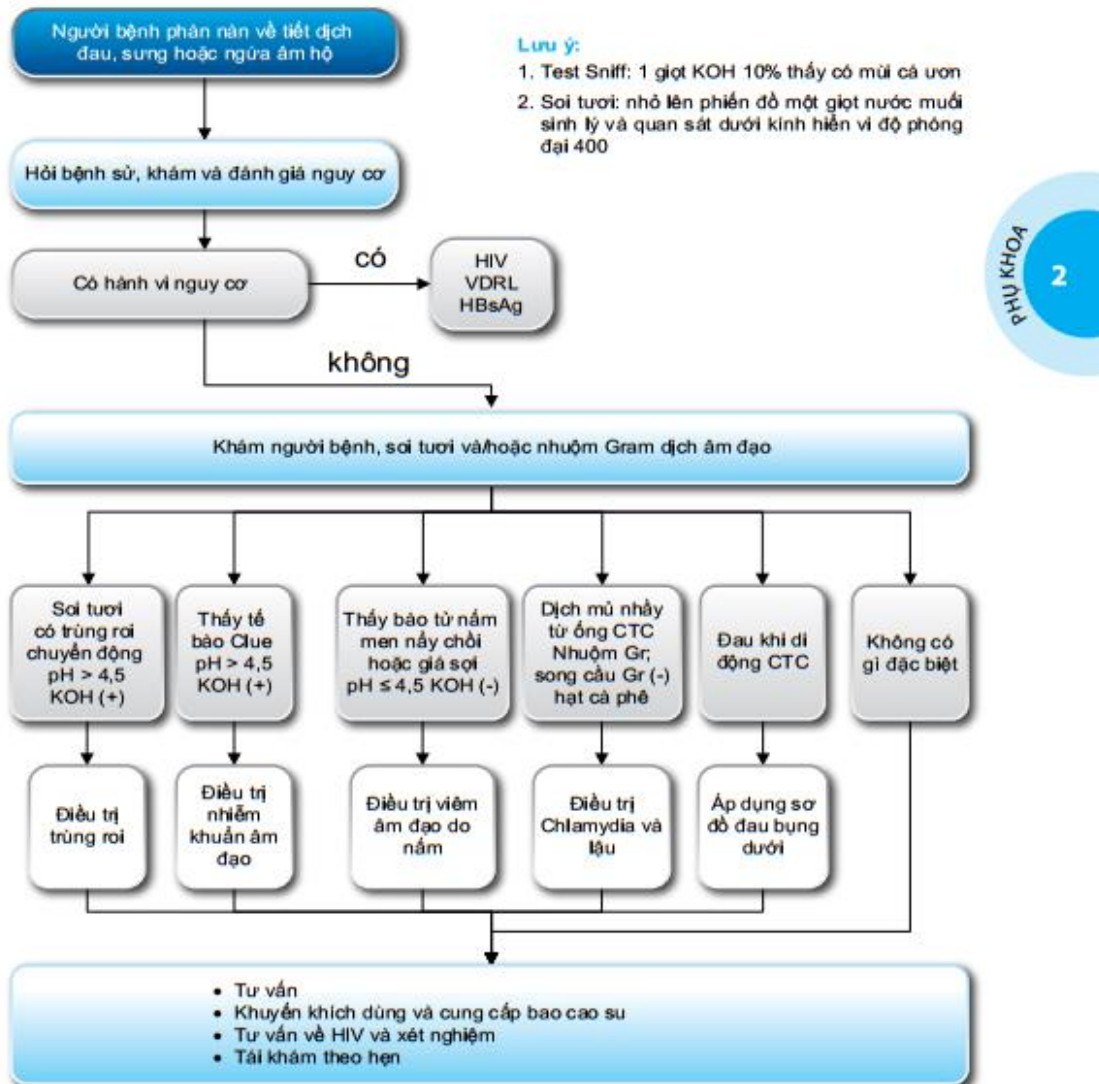 Người bệnh phàn nàn về tiết dịch
đau, sưng hoặc ngứa âm hộ
Lưu ý:
1. Test Sniff: 1 giọt KOH 10% thấy có mùi cá ươn
2. Soi tươi: nhỏ lên phiến đồ một giọt nước muối
sinh lý và quan sát dưới kính hiển vi độ phóng
đại 400
Hỏi bệnh sử, khám và đánh giá nguy cơ
PHỤ KHOA
2
Có hành vi nguy cơ
có
HIV
VDRL
HBsAg
không
Khám người bệnh, soi tươi và/hoặc nhuộm Gram dịch âm đạo
Soi tươi
có trùng roi
chuyển động
pH > 4,5
KOH (+)
Thấy tế
bào Clue
pH > 4,5
KOH (+)
Thấy bào tử nấm
men nẩy chồi
hoặc giả sợi
pH ≤ 4,5 KOH (-)
Dịch mủ nhầy
từ ống CTC
Nhuộm Gr;
song cầu Gr (-)
hạt cà phê
Đau khi di
động CTC
Không có
gì đặc biệt
Điều trị
trùng roi
Điều trị
nhiễm
khuẩn âm
đạo
Điều trị viêm
âm đạo do
nấm
Điều trị
Chlamydia và
lậu
Áp dụng sơ
đồ đau bụng
dưới
• Tư vấn
• Khuyến khích dùng và cung cấp bao cao su
• Tư vấn về HIV và xét nghiệm
• Tái khám theo hẹn